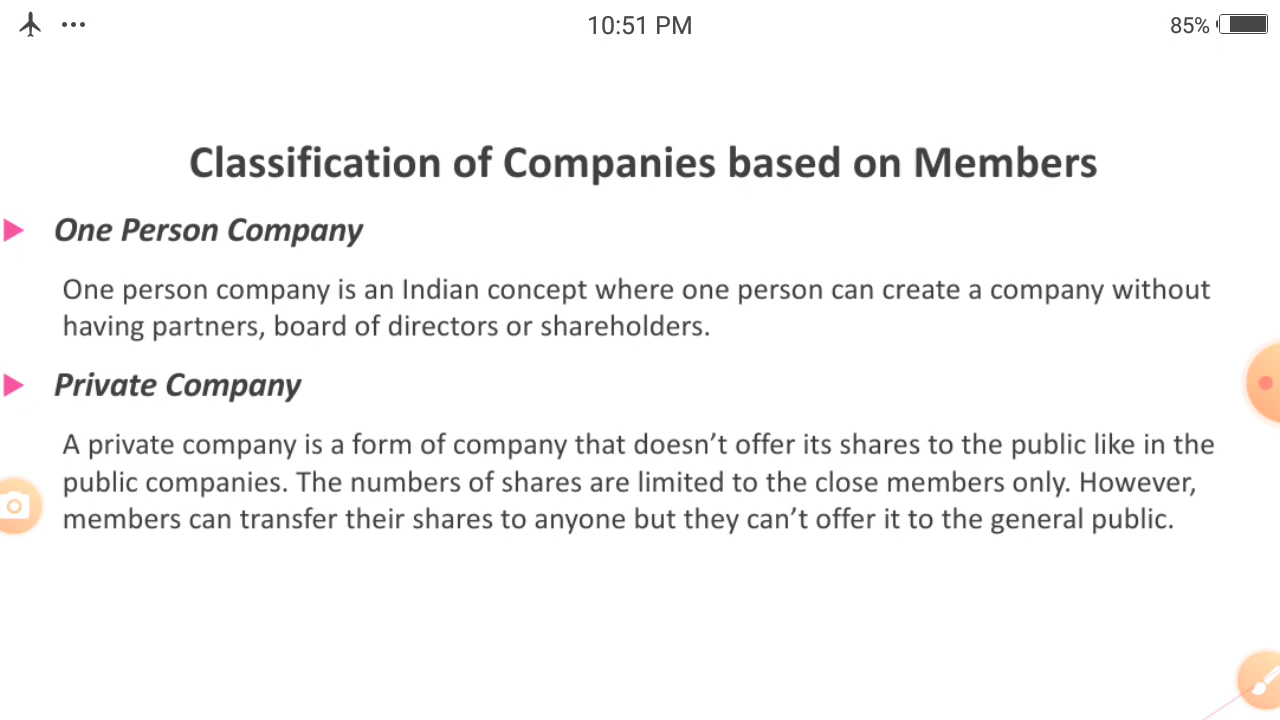 10:51 PM
85%
Classification of Companies based on Members
One Person Company
One person company is an Indian concept where one person can create a company without
having partners, board of directors or shareholders.
Private Company
A private company is a form of company that doesn’t offer its shares to the public like in the
public companies. The numbers of shares are limited to the close members only. However,
members can transfer their shares to anyone but they can’t offer it to the general public.